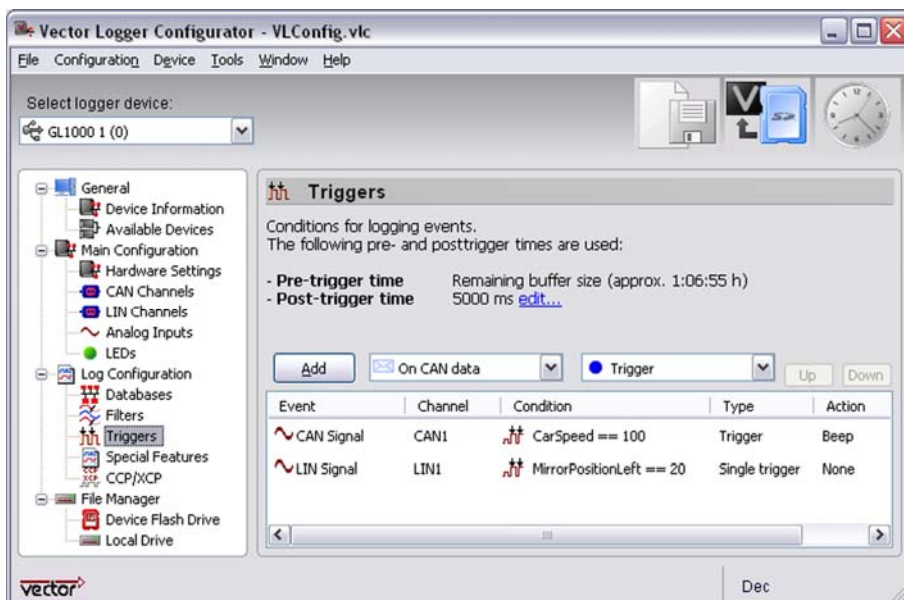 Vector Logger Configurator - VLConfig.vlc
File Configuration Device Tools Window Help
Select logger device:
GL1000 1 (0)
General
Device Information
Available Devices
Main Configuration
Hardware Settings
CAN Channels
LIN Channels
Analog Inputs
LEDs
Log Configuration
Databases
Filters
Triggers
Special Features
CCP/XCP
File Manager
Device Flash Drive
Local Drive
Triggers
Conditions for logging events.
The following pre- and posttrigger times are used:
- Pre-trigger time Remaining buffer size (approx. 1:06:55 h)
- Post-trigger time 5000 ms edit...
Add On CAN data Trigger Up Down
Event Channel Condition Type Action
CAN Signal CAN1 CarSpeed == 100 Trigger Beep
LIN Signal LIN1 MirrorPositionLeft == 20 Single trigger None
vector Dec